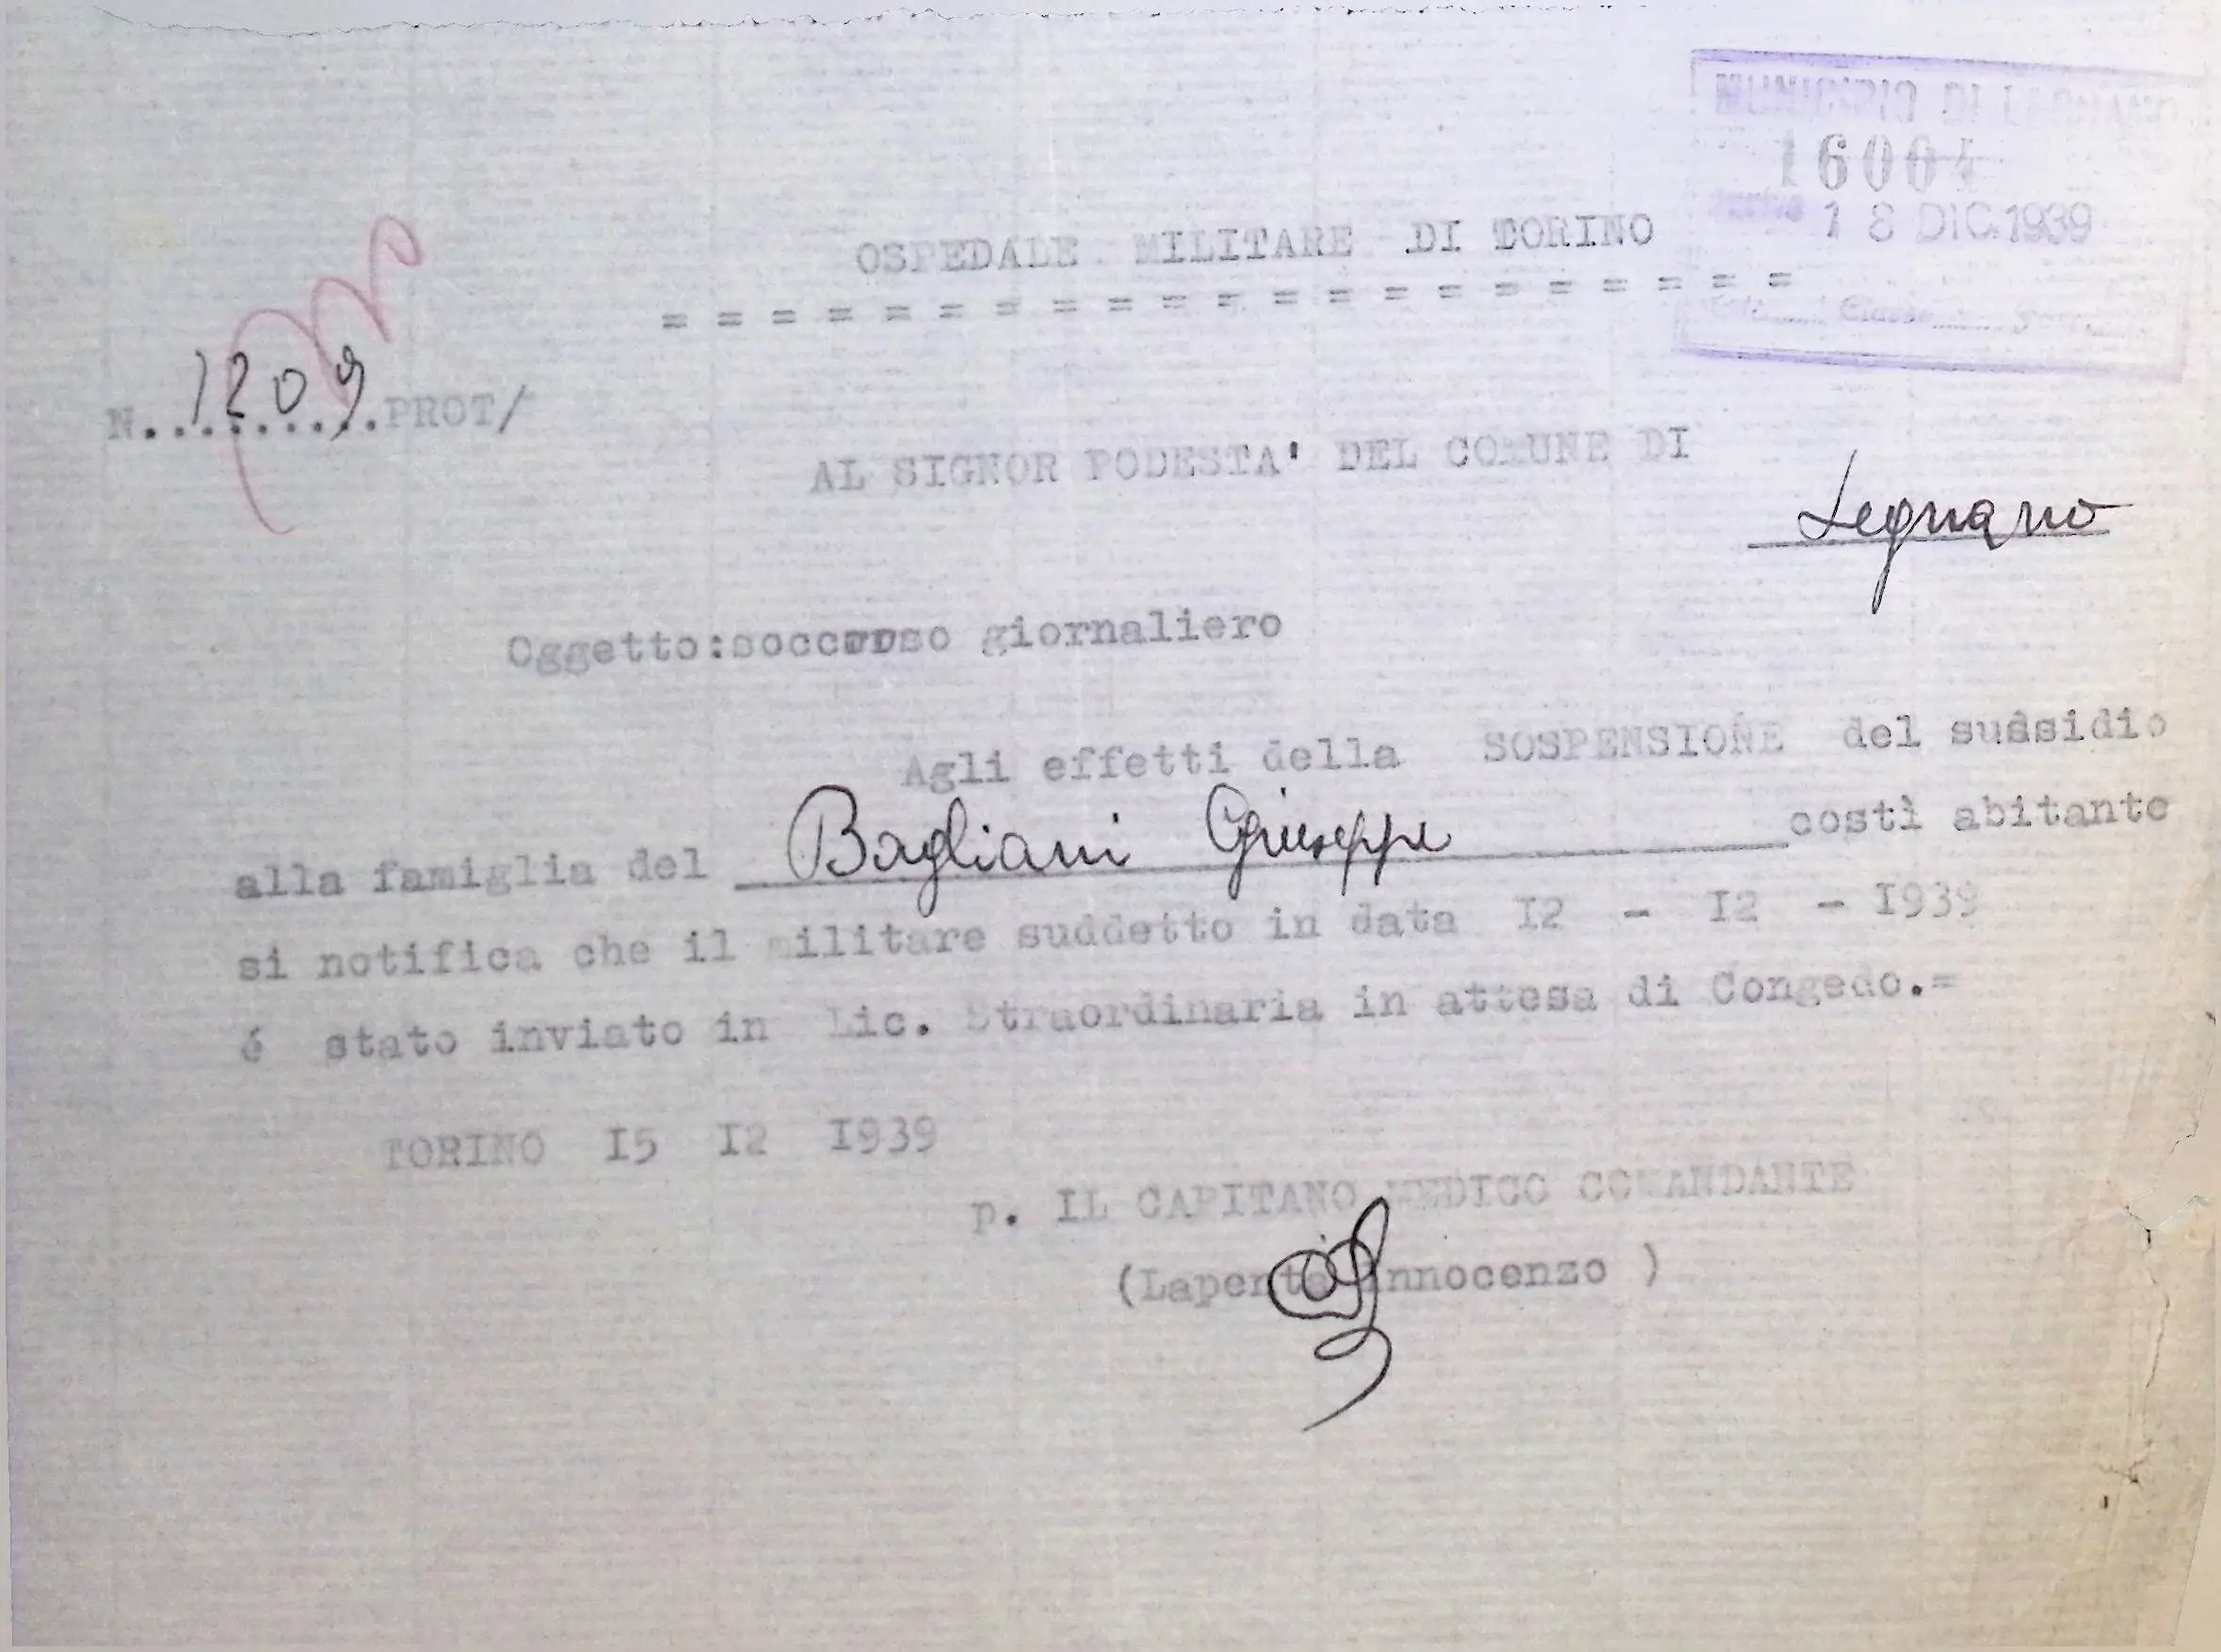 MUNICIPIO DI LEGNANO
16004
18 DIC. 1939
Classe
OSPEDALE MILITARE DI TORINO
= = = = = = = = = = = = = = = = = = = = =
N. 1209 PROT/
AL SIGNOR PODESTA' DEL COMUNE DI
Legnano
Oggetto:soccorso giornaliero
Agli effetti della SOSPENSIONE del sussidio
alla famiglia del Bagliani Giuseppe costì abitante
si notifica che il militare suddetto in data I2 - I2 - I939
é stato inviato in Lic. Straordinaria in attesa di Congedo.=
TORINO I5 I2 I939
p. IL CAPITANO MEDICO COMANDANTE
( Innocenzo )